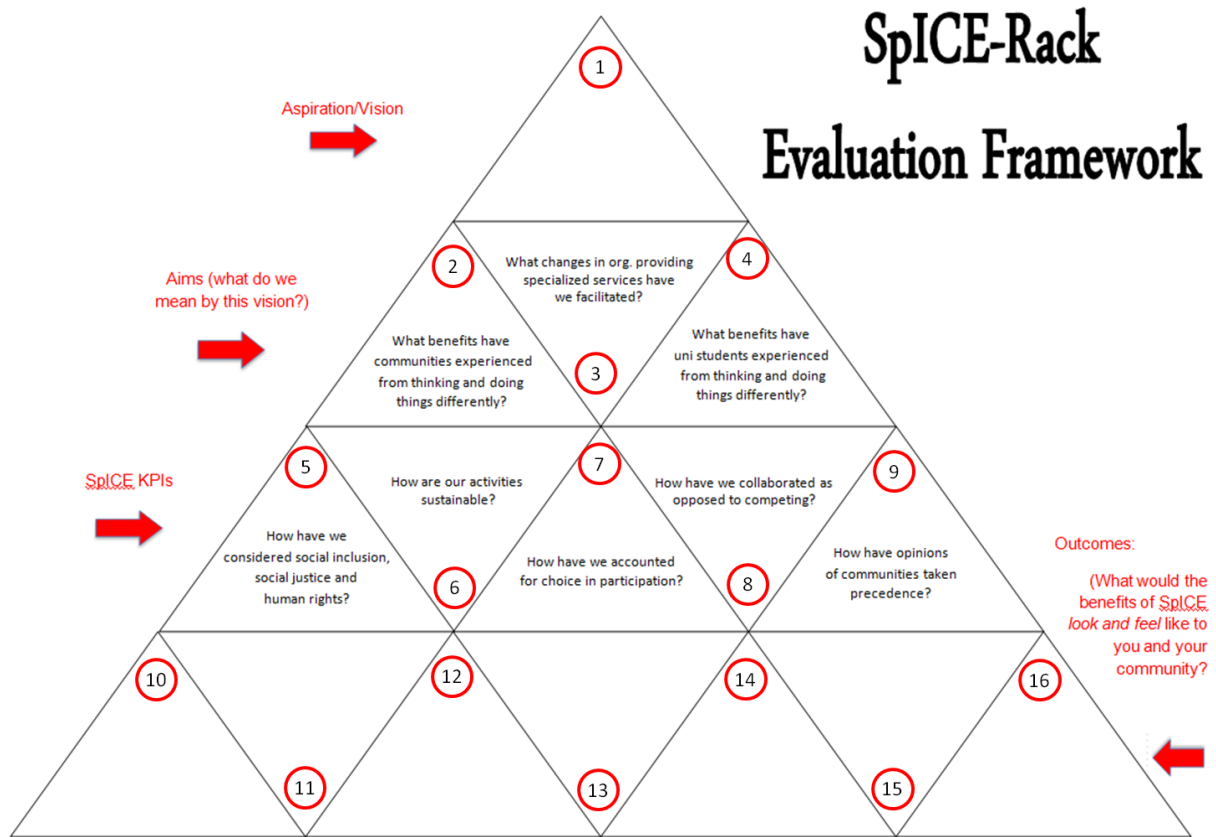 SpICE-Rack
Evaluation Framework
1
Aspiration/Vision
2
What changes in org. providing
specialized services have
we facilitated?
4
Aims (what do we
mean by this vision?)
What benefits have
communities experienced
from thinking and doing
things differently?
3
What benefits have
uni students experienced
from thinking and doing
things differently?
5
How are our activities
sustainable?
7
How have we collaborated as
opposed to competing?
9
SpICE KPIs
How have we
considered social inclusion,
social justice and
human rights?
6
How have we accounted
for choice in participation?
8
How have opinions
of communities taken
precedence?
Outcomes:
(What would the
benefits of SpICE
look and feel like to
you and your
community?
10
12
14
16
11
13
15